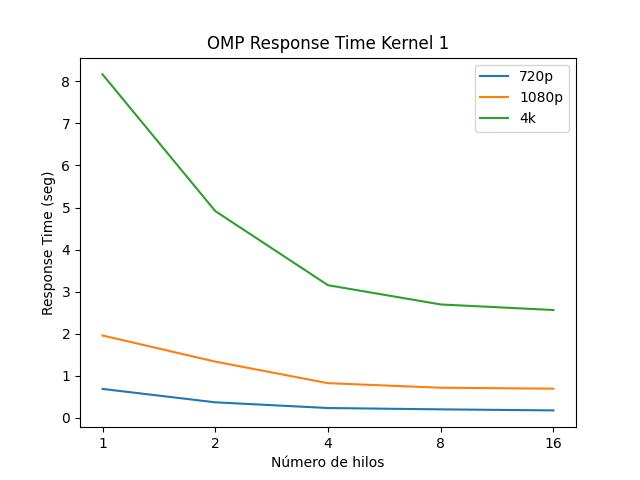 OMP Response Time Kernel 1
720p
1080p
4k
Response Time (seg)
8
7
6
5
4
3
2
1
0
1 2 4 8 16
Número de hilos